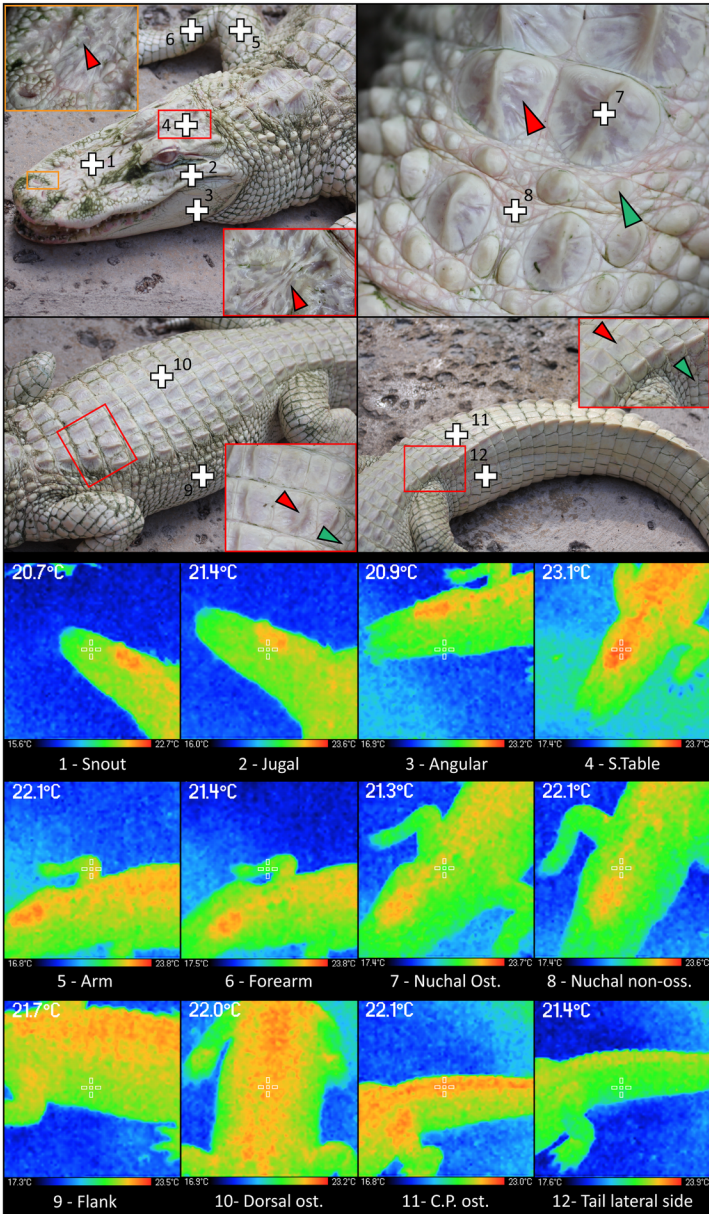 6 5
4
1
2
3
7
8
10
9
11
12
20.7°C 21.4°C 20.9°C 23.1°C
15.6°C 22.7°C 16.0°C 23.6°C 16.9°C 23.2°C 17.4°C 23.7°C
1 - Snout 2 - Jugal 3 - Angular 4 - S.Table
22.1°C 21.4°C 21.3°C 22.1°C
16.8°C 23.8°C 17.5°C 23.8°C 17.4°C 23.7°C 17.4°C 23.6°C
5 - Arm 6 - Forearm 7 - Nuchal Ost. 8 - Nuchal non-oss.
21.7°C 22.0°C 22.1°C 21.4°C
17.3°C 23.5°C 16.9°C 23.2°C 16.8°C 23.0°C 17.6°C 23.9°C
9 - Flank 10- Dorsal ost. 11- C.P. ost. 12- Tail lateral side